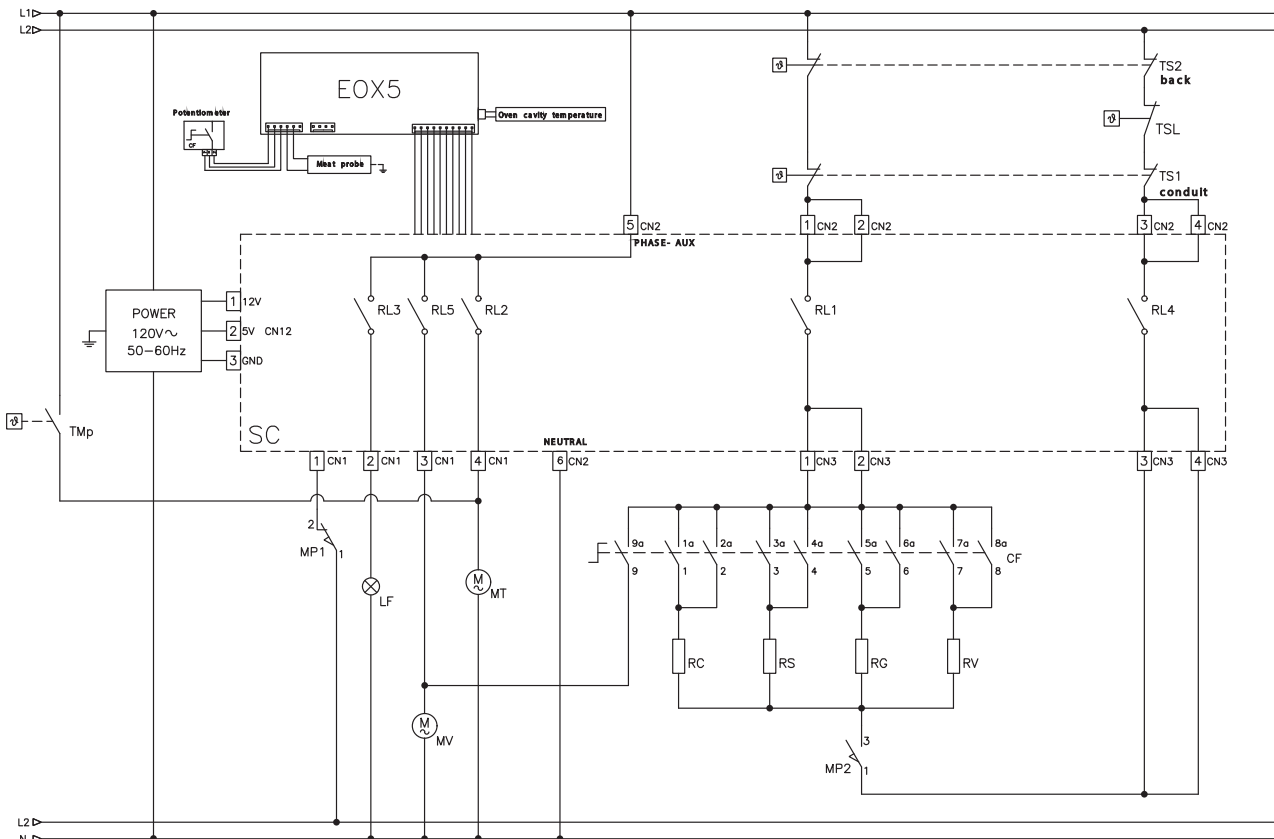 L1
L2
EOX5
Potentiometer
CF
Meat probe
Oven cavity temperature
ϑ
TS2
back
ϑ
TSL
ϑ
TS1
conduit
5 CN2
1 CN2
2 CN2
3 CN2
4 CN2
PHASE- AUX
POWER
120V~
50-60Hz
1 12V
2 5V CN12
3 GND
RL3
RL5
RL2
RL1
RL4
ϑ
TMp
SC
NEUTRAL
1 CN1
2 CN1
3 CN1
4 CN1
6 CN2
1 CN3
2 CN3
3 CN3
4 CN3
2
MP1
1
9a
1a
2a
3a
4a
5a
6a
7a
8a
CF
9
1
2
3
4
5
6
7
8
LF
M
~
MT
RC
RS
RG
RV
M
~
MV
3
MP2
1
L2
N